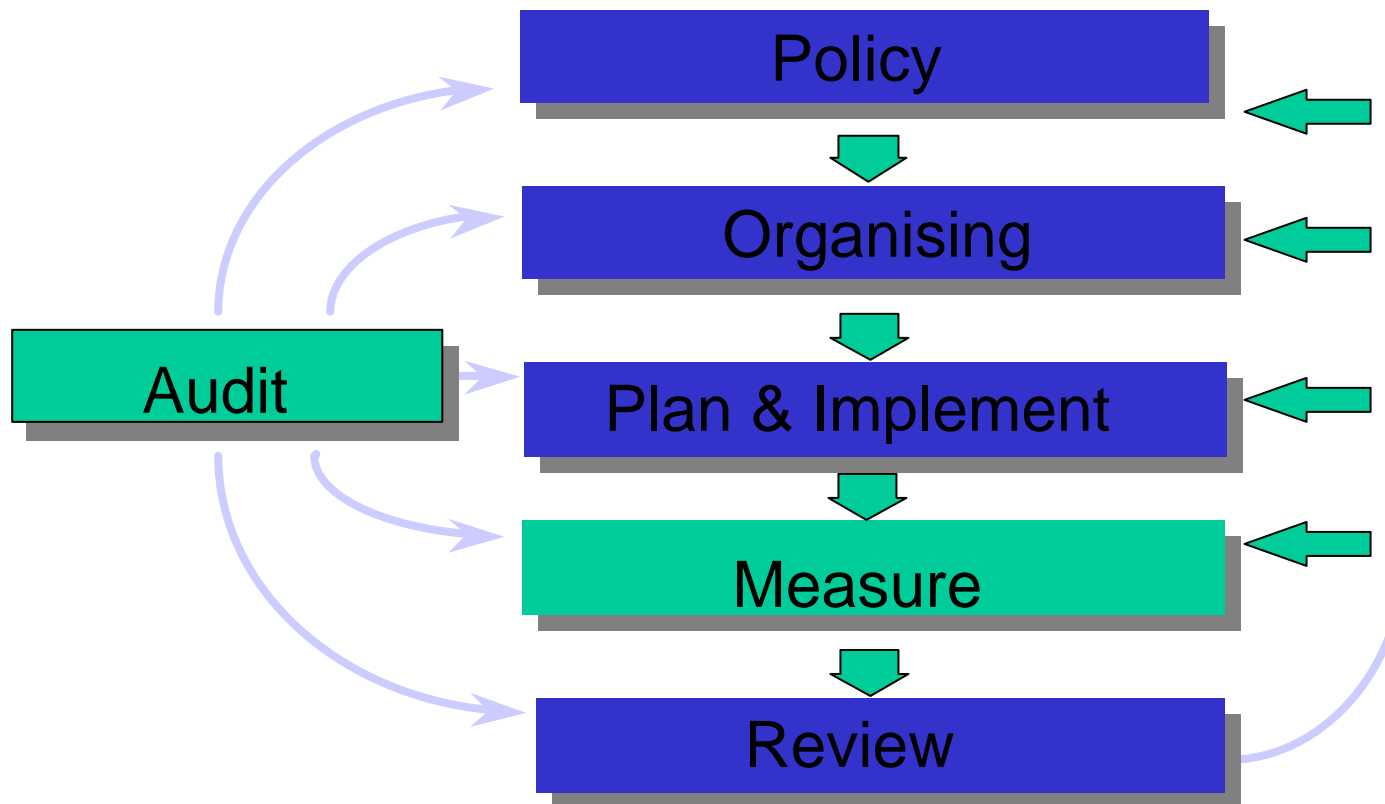 Policy
Organising
Audit
Plan & Implement
Measure
Review